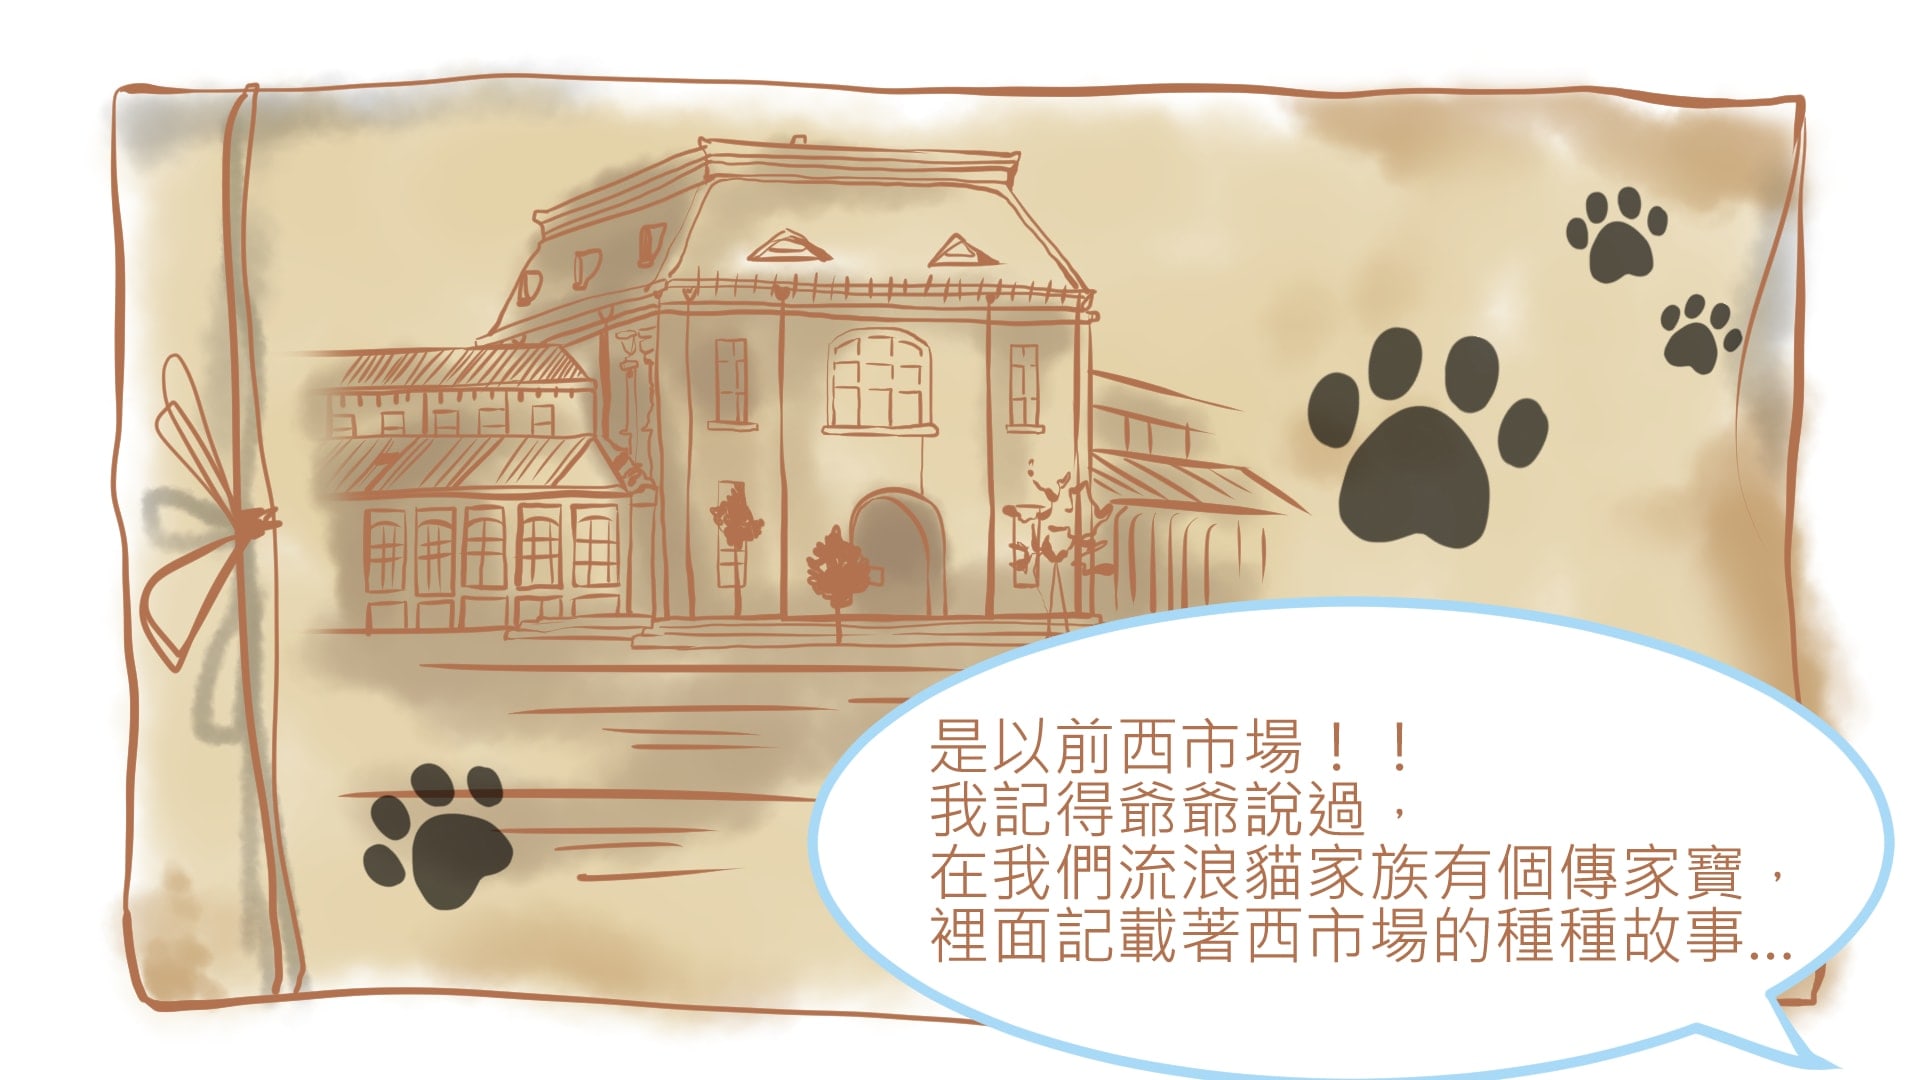 是以前西市場！！
我記得爺爺說過，
在我們流浪貓家族有個傳家寶，
裡面記載著西市場的種種故事...